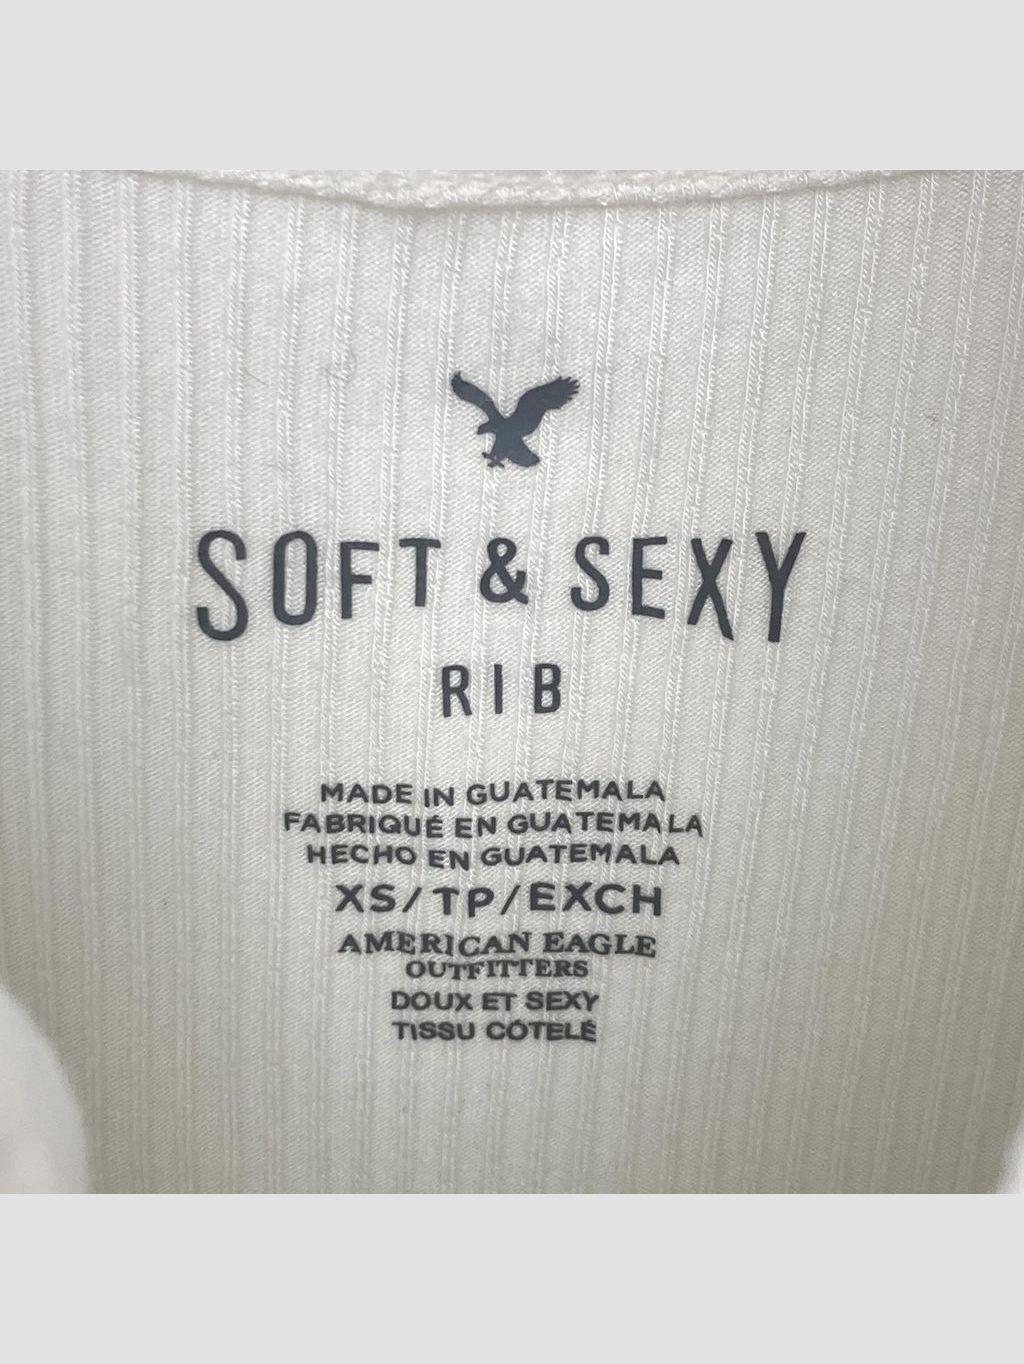 SOFT & SEXY
RIB
MADE IN GUATEMALA
FABRIQUÉ EN GUATEMALA
HECHO EN GUATEMALA
XS/TP/EXCH
AMERICAN EAGLE
OUTFITTERS
DOUX ET SEXY
TISSU CÔTELÉ